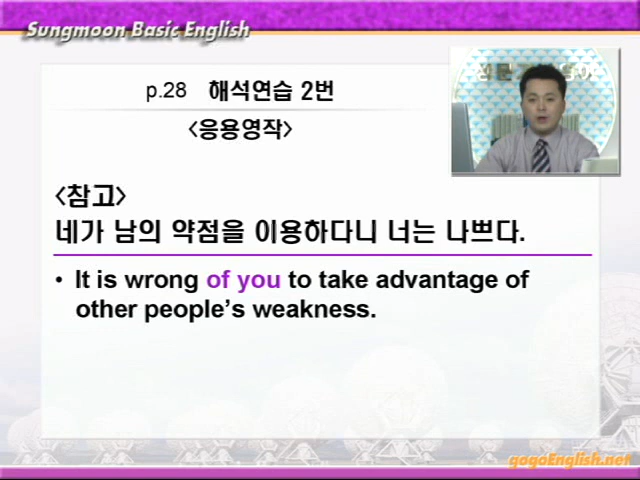 Sungmoon Basic English
p.28 해석연습 2번
<응용영작>
<참고>
네가 남의 약점을 이용하다니 너는 나쁘다.
• It is wrong of you to take advantage of
other people’s weakness.
gogoEnglish.net